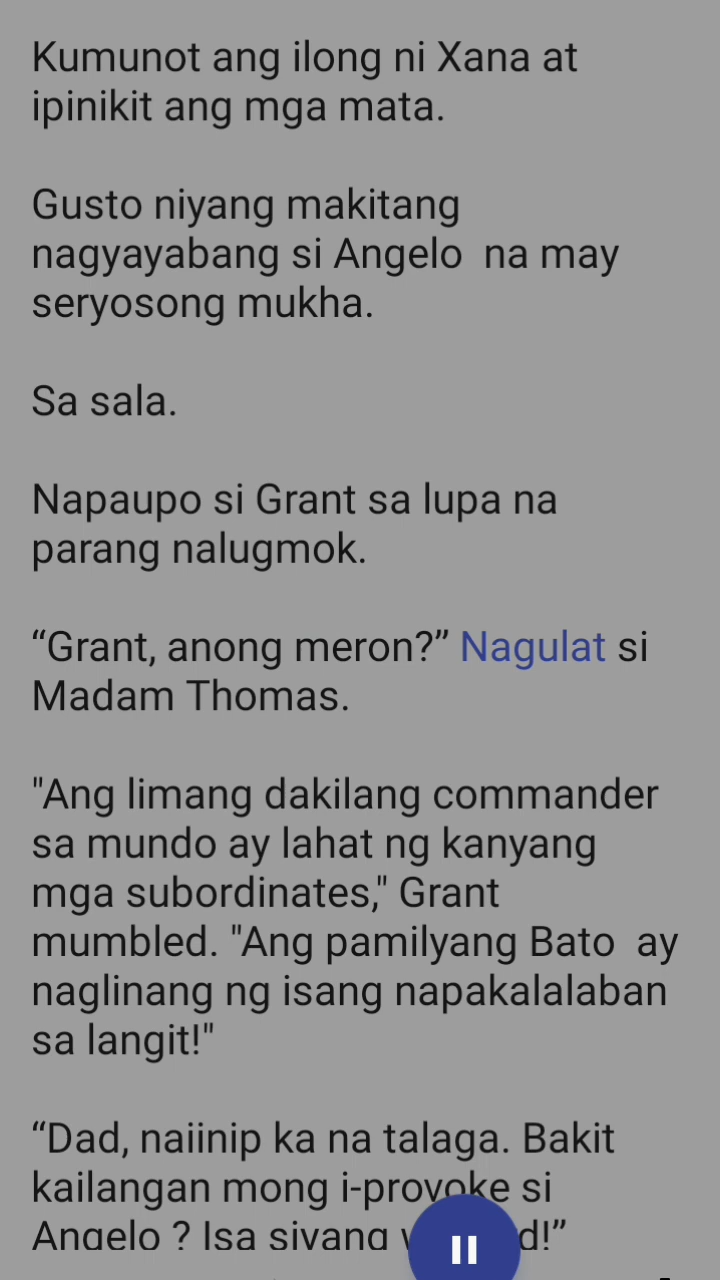 Kumunot ang ilong ni Xana at
ipinikit ang mga mata.
Gusto niyang makitang
nagyayabang si Angelo  na may
seryosong mukha.
Sa sala.
Napaupo si Grant sa lupa na
parang nalugmok.
“Grant, anong meron?” Nagulat si
Madam Thomas.
"Ang limang dakilang commander
sa mundo ay lahat ng kanyang
mga subordinates," Grant
mumbled. "Ang pamilyang Bato  ay
naglinang ng isang napakalalaban
sa langit!"
“Dad, naiinip ka na talaga. Bakit
kailangan mong i-provoke si
Angelo ? Isa siyang